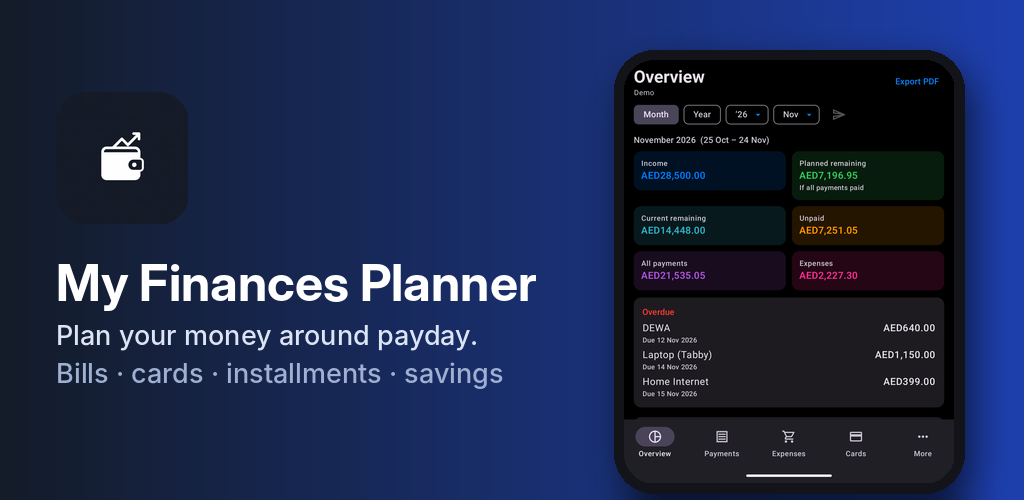 My Finances Planner
Plan your money around payday.
Bills · cards · installments · savings
Overview
Export PDF
Demo
Month
Year
'26
Nov
November 2026 (25 Oct – 24 Nov)
Income
AED28,500.00
Planned remaining
AED7,196.95
If all payments paid
Current remaining
AED14,448.00
Unpaid
AED7,251.05
All payments
AED21,535.05
Expenses
AED2,227.30
Overdue
DEWA AED640.00
Due 12 Nov 2026
Laptop (Tabby) AED1,150.00
Due 14 Nov 2026
Home Internet AED399.00
Due 15 Nov 2026
Overview
Payments
Expenses
Cards
More